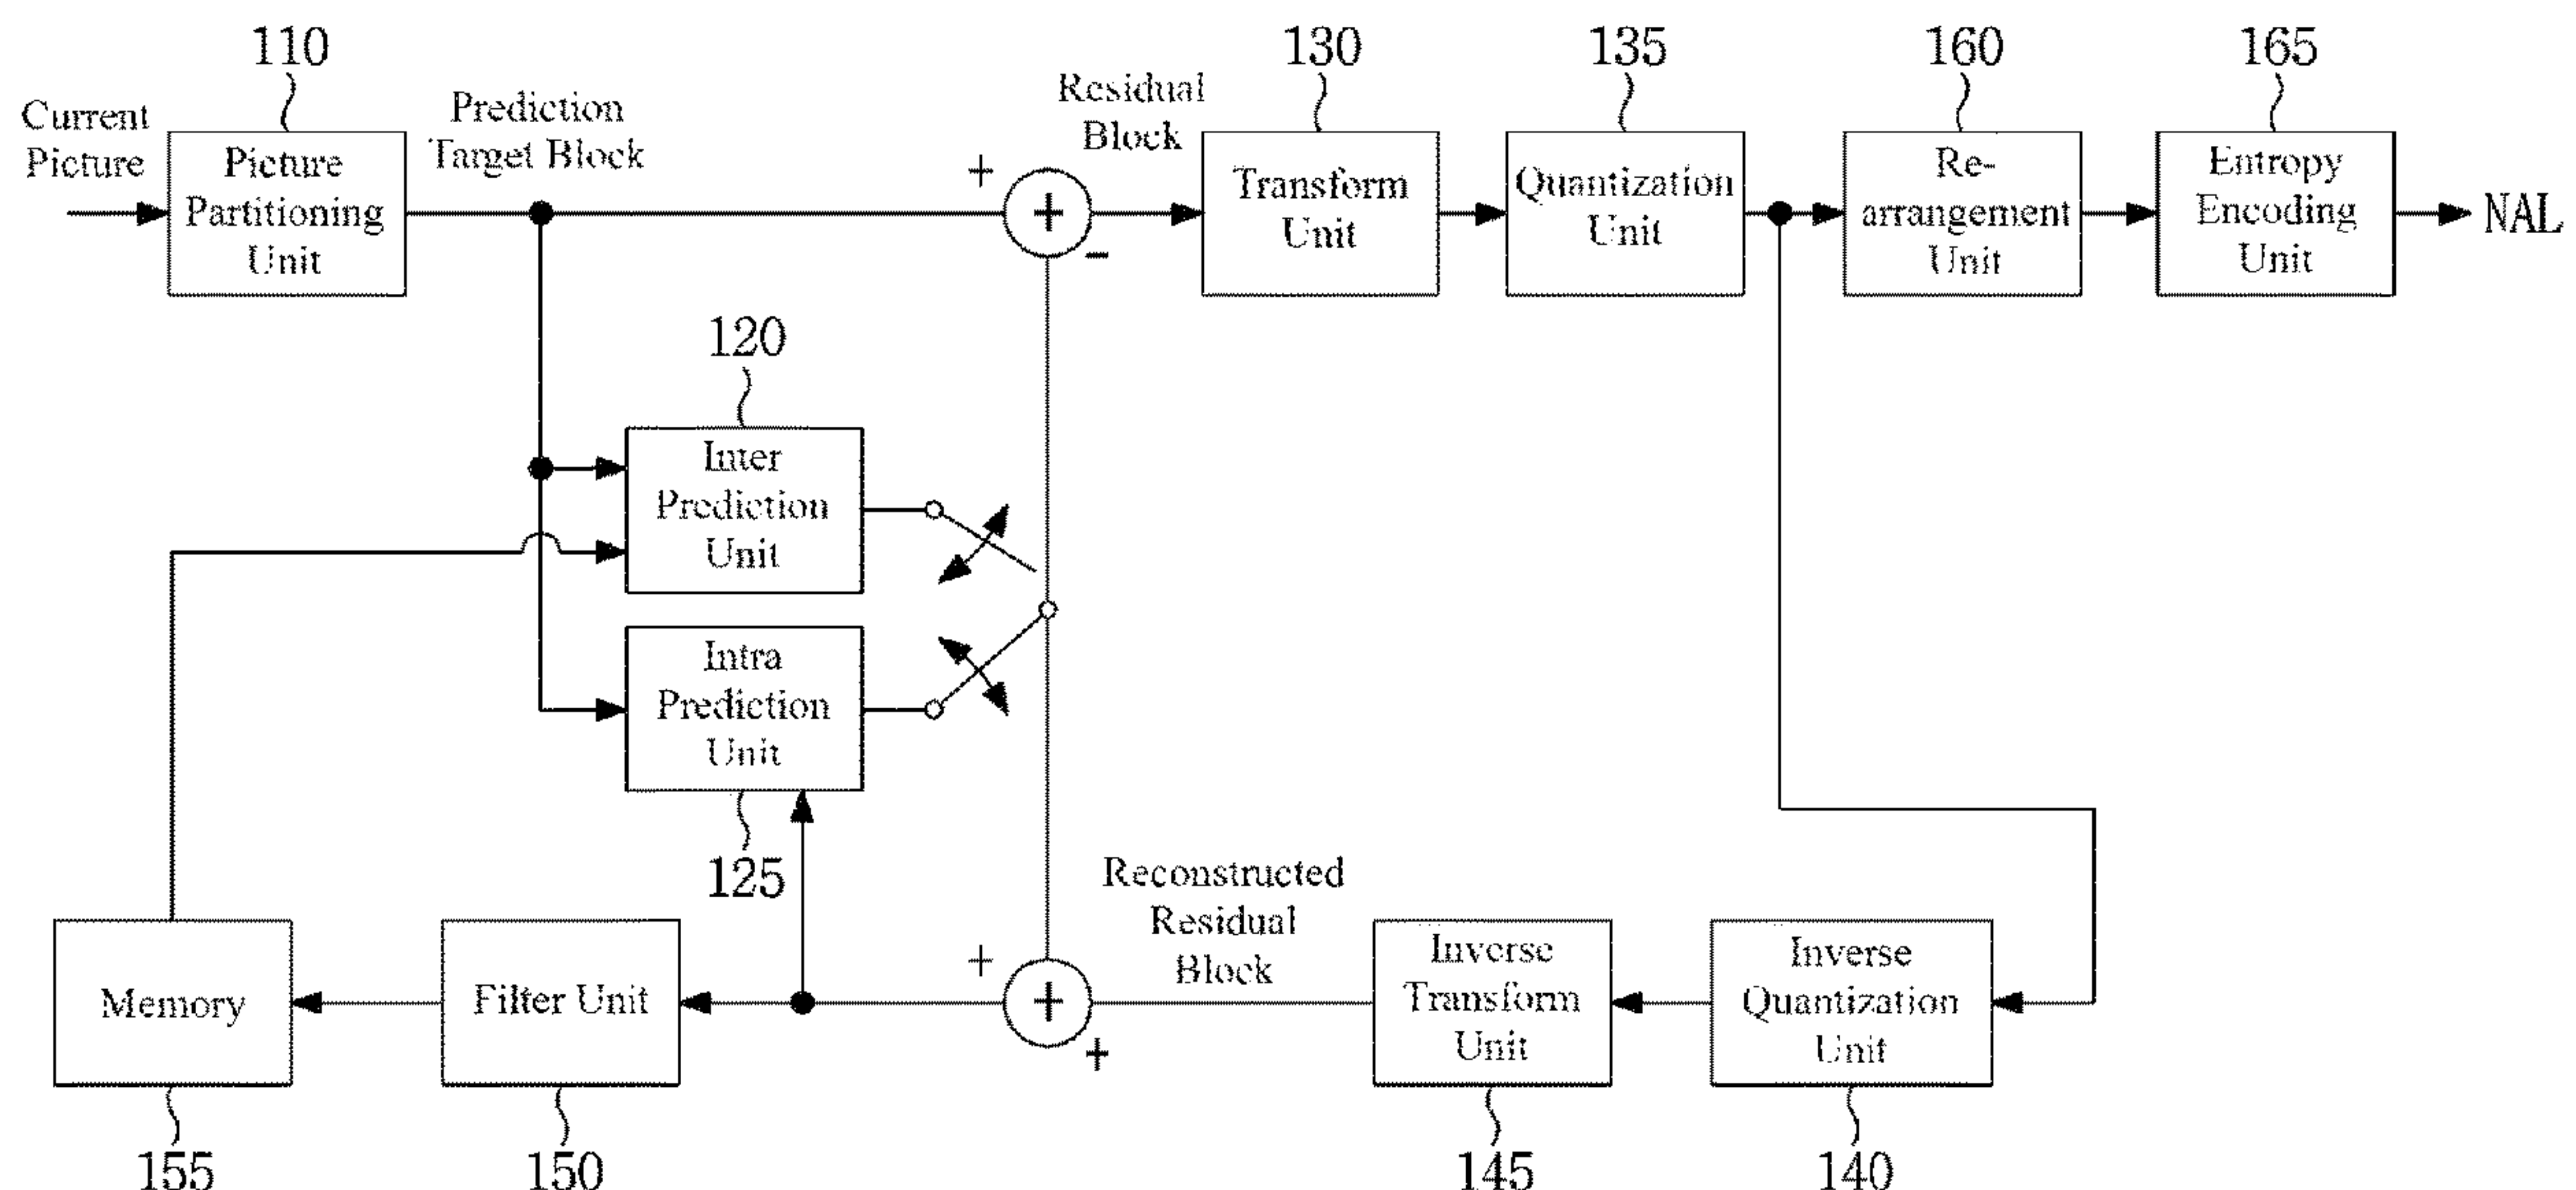 110
130
135
160
165
Current
Picture
Picture
Partitioning
Unit
Prediction
Target Block
+
+
-
Residual
Block
Transform
Unit
Quantization
Unit
Re-
arrangement
Unit
Entropy
Encoding
Unit
NAL
120
Inter
Prediction
Unit
Intra
Prediction
Unit
125
Memory
155
Filter Unit
150
+
+
+
Reconstructed
Residual
Block
Inverse
Transform
Unit
145
Inverse
Quantization
Unit
140